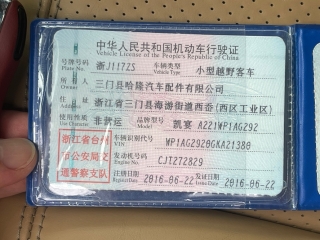 中华人民共和国机动车行驶证
Vehicle License of the People's Republic of China
号牌号码 浙J117ZS 车辆类型 小型越野客车
Plate No. Vehicle Type
所有人 三门县哈隆汽车配件有限公司
Owner
住址 浙江省三门县海游街道西岙(西区工业区)
Address
使用性质 非营运 品牌型号 凯宴 A221WP1AG292
Use Character Model
浙江省台州市公安局交通警察支队
车辆识别代号 WP1AG2920GKA21380
VIN
发动机号码 CJT272829
Engine No.
注册日期 2016-06-22 发证日期 2016-06-22
Register Date Issue Date